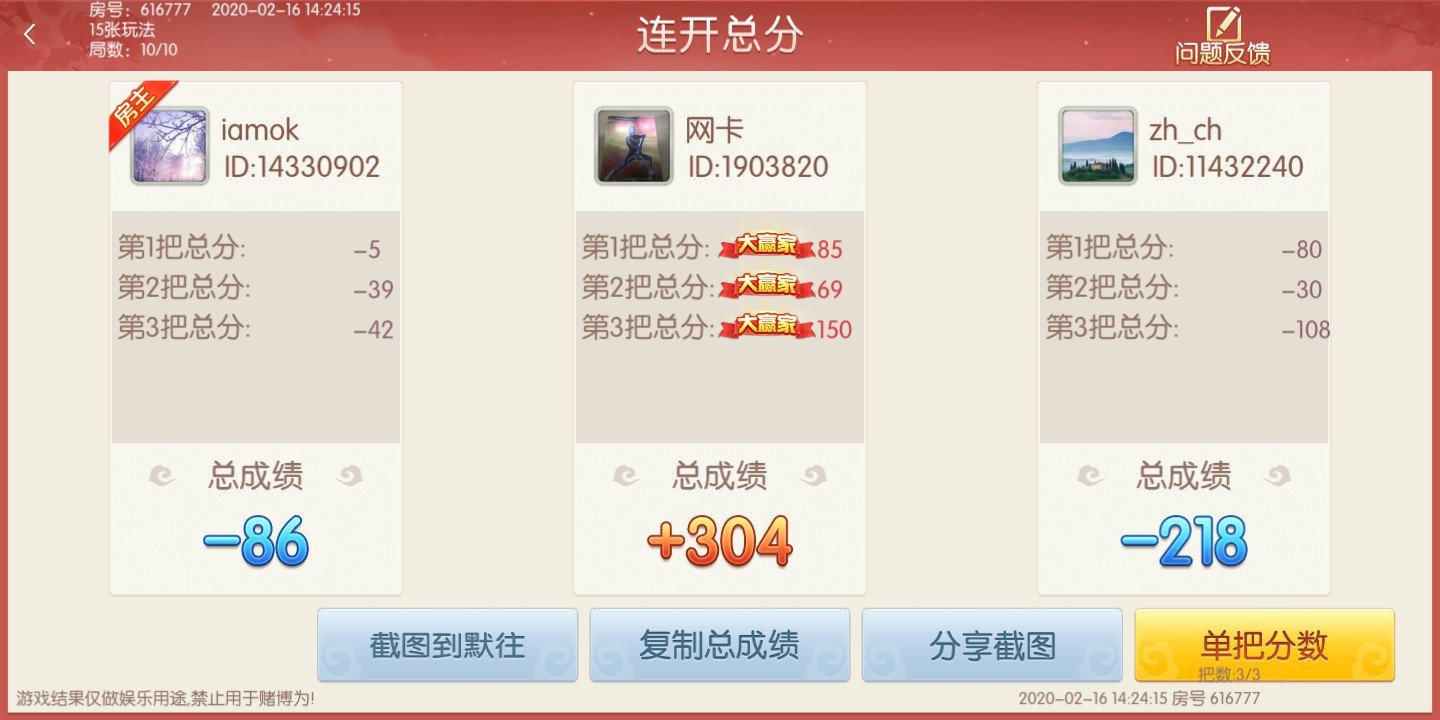 房号：616777 2020-02-16 14:24:15
15张玩法
局数：10/10
连开总分
问题反馈
房主
iamok
ID:14330902
第1把总分: -5
第2把总分: -39
第3把总分: -42
总成绩
-86
网卡
ID:1903820
第1把总分: 大赢家 85
第2把总分: 大赢家 69
第3把总分: 大赢家 150
总成绩
+304
zh_ch
ID:11432240
第1把总分: -80
第2把总分: -30
第3把总分: -108
总成绩
-218
截图到默往
复制总成绩
分享截图
单把分数
把数:3/3
游戏结果仅做娱乐用途,禁止用于赌博为!
2020-02-16 14:24:15 房号 616777